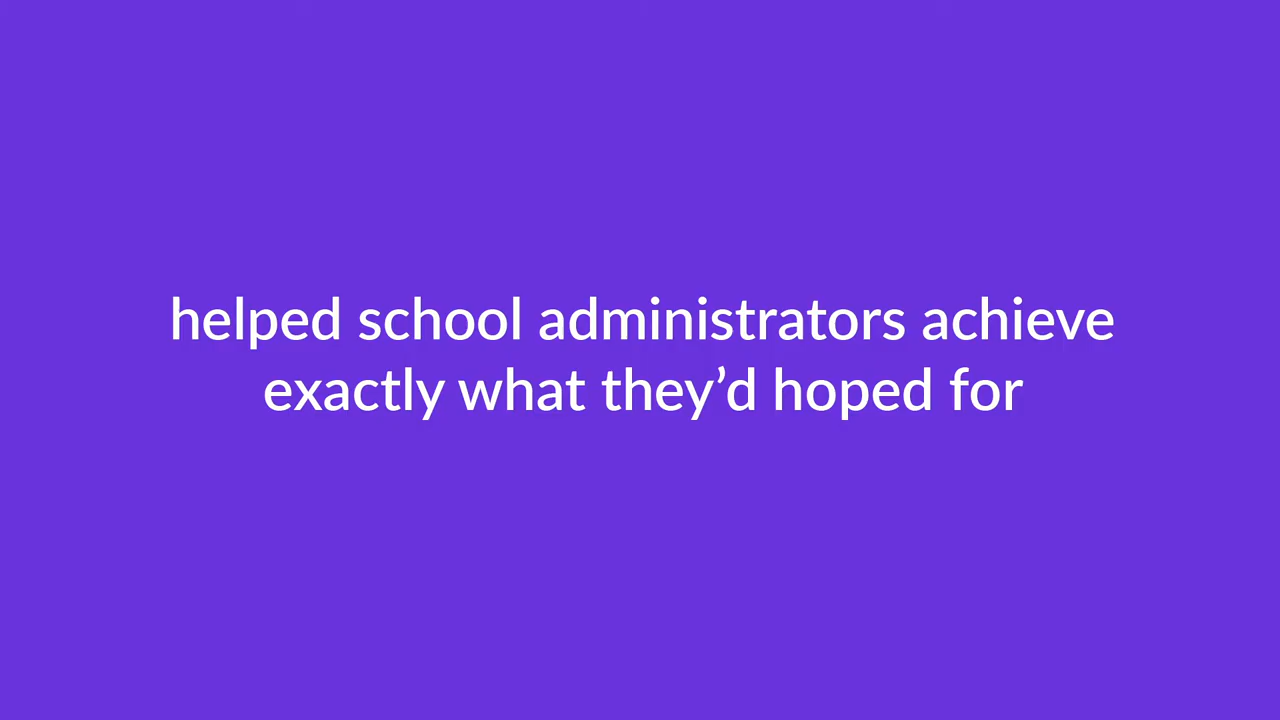 helped school administrators achieve
exactly what they’d hoped for